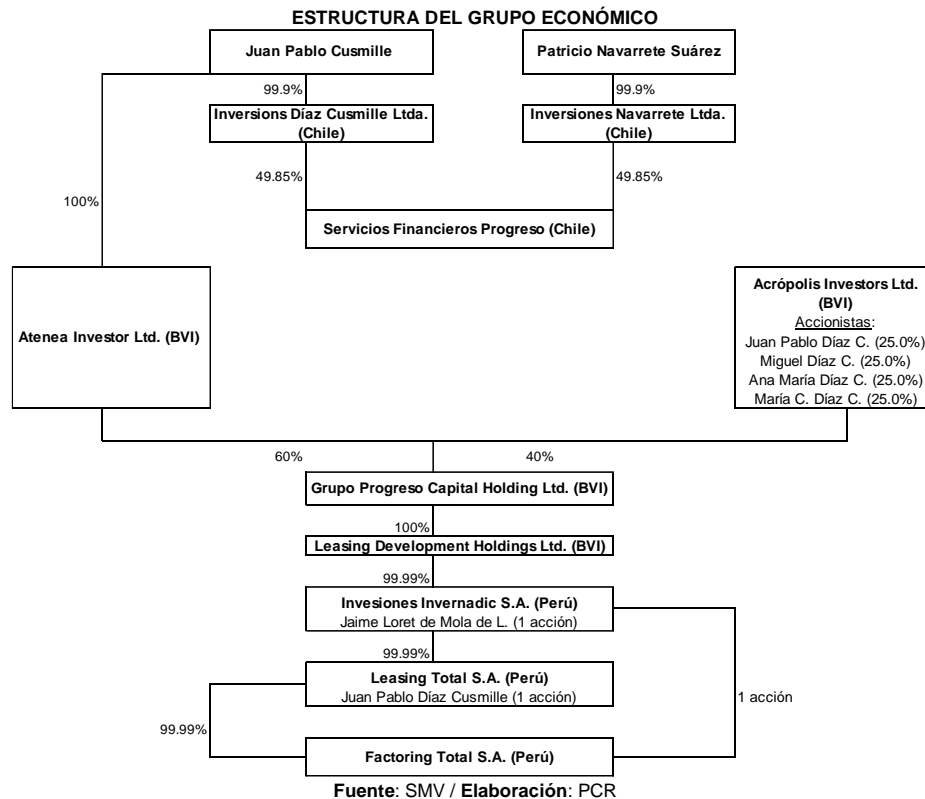 ESTRUCTURA DEL GRUPO ECONÓMICO
Juan Pablo Cusmille
Patricio Navarrete Suárez
99.9%
99.9%
Inversions Díaz Cusmille Ltda.
(Chile)
Inversiones Navarrete Ltda.
(Chile)
49.85%
49.85%
100%
Servicios Financieros Progreso (Chile)
Atenea Investor Ltd. (BVI)
Acrópolis Investors Ltd.
(BVI)
Accionistas:
Juan Pablo Díaz C. (25.0%)
Miguel Díaz C. (25.0%)
Ana María Díaz C. (25.0%)
María C. Díaz C. (25.0%)
60%
40%
Grupo Progreso Capital Holding Ltd. (BVI)
100%
Leasing Development Holdings Ltd. (BVI)
99.99%
Invesiones Invernadic S.A. (Perú)
Jaime Loret de Mola de L. (1 acción)
99.99%
Leasing Total S.A. (Perú)
Juan Pablo Díaz Cusmille (1 acción)
1 acción
99.99%
Factoring Total S.A. (Perú)
Fuente: SMV / Elaboración: PCR